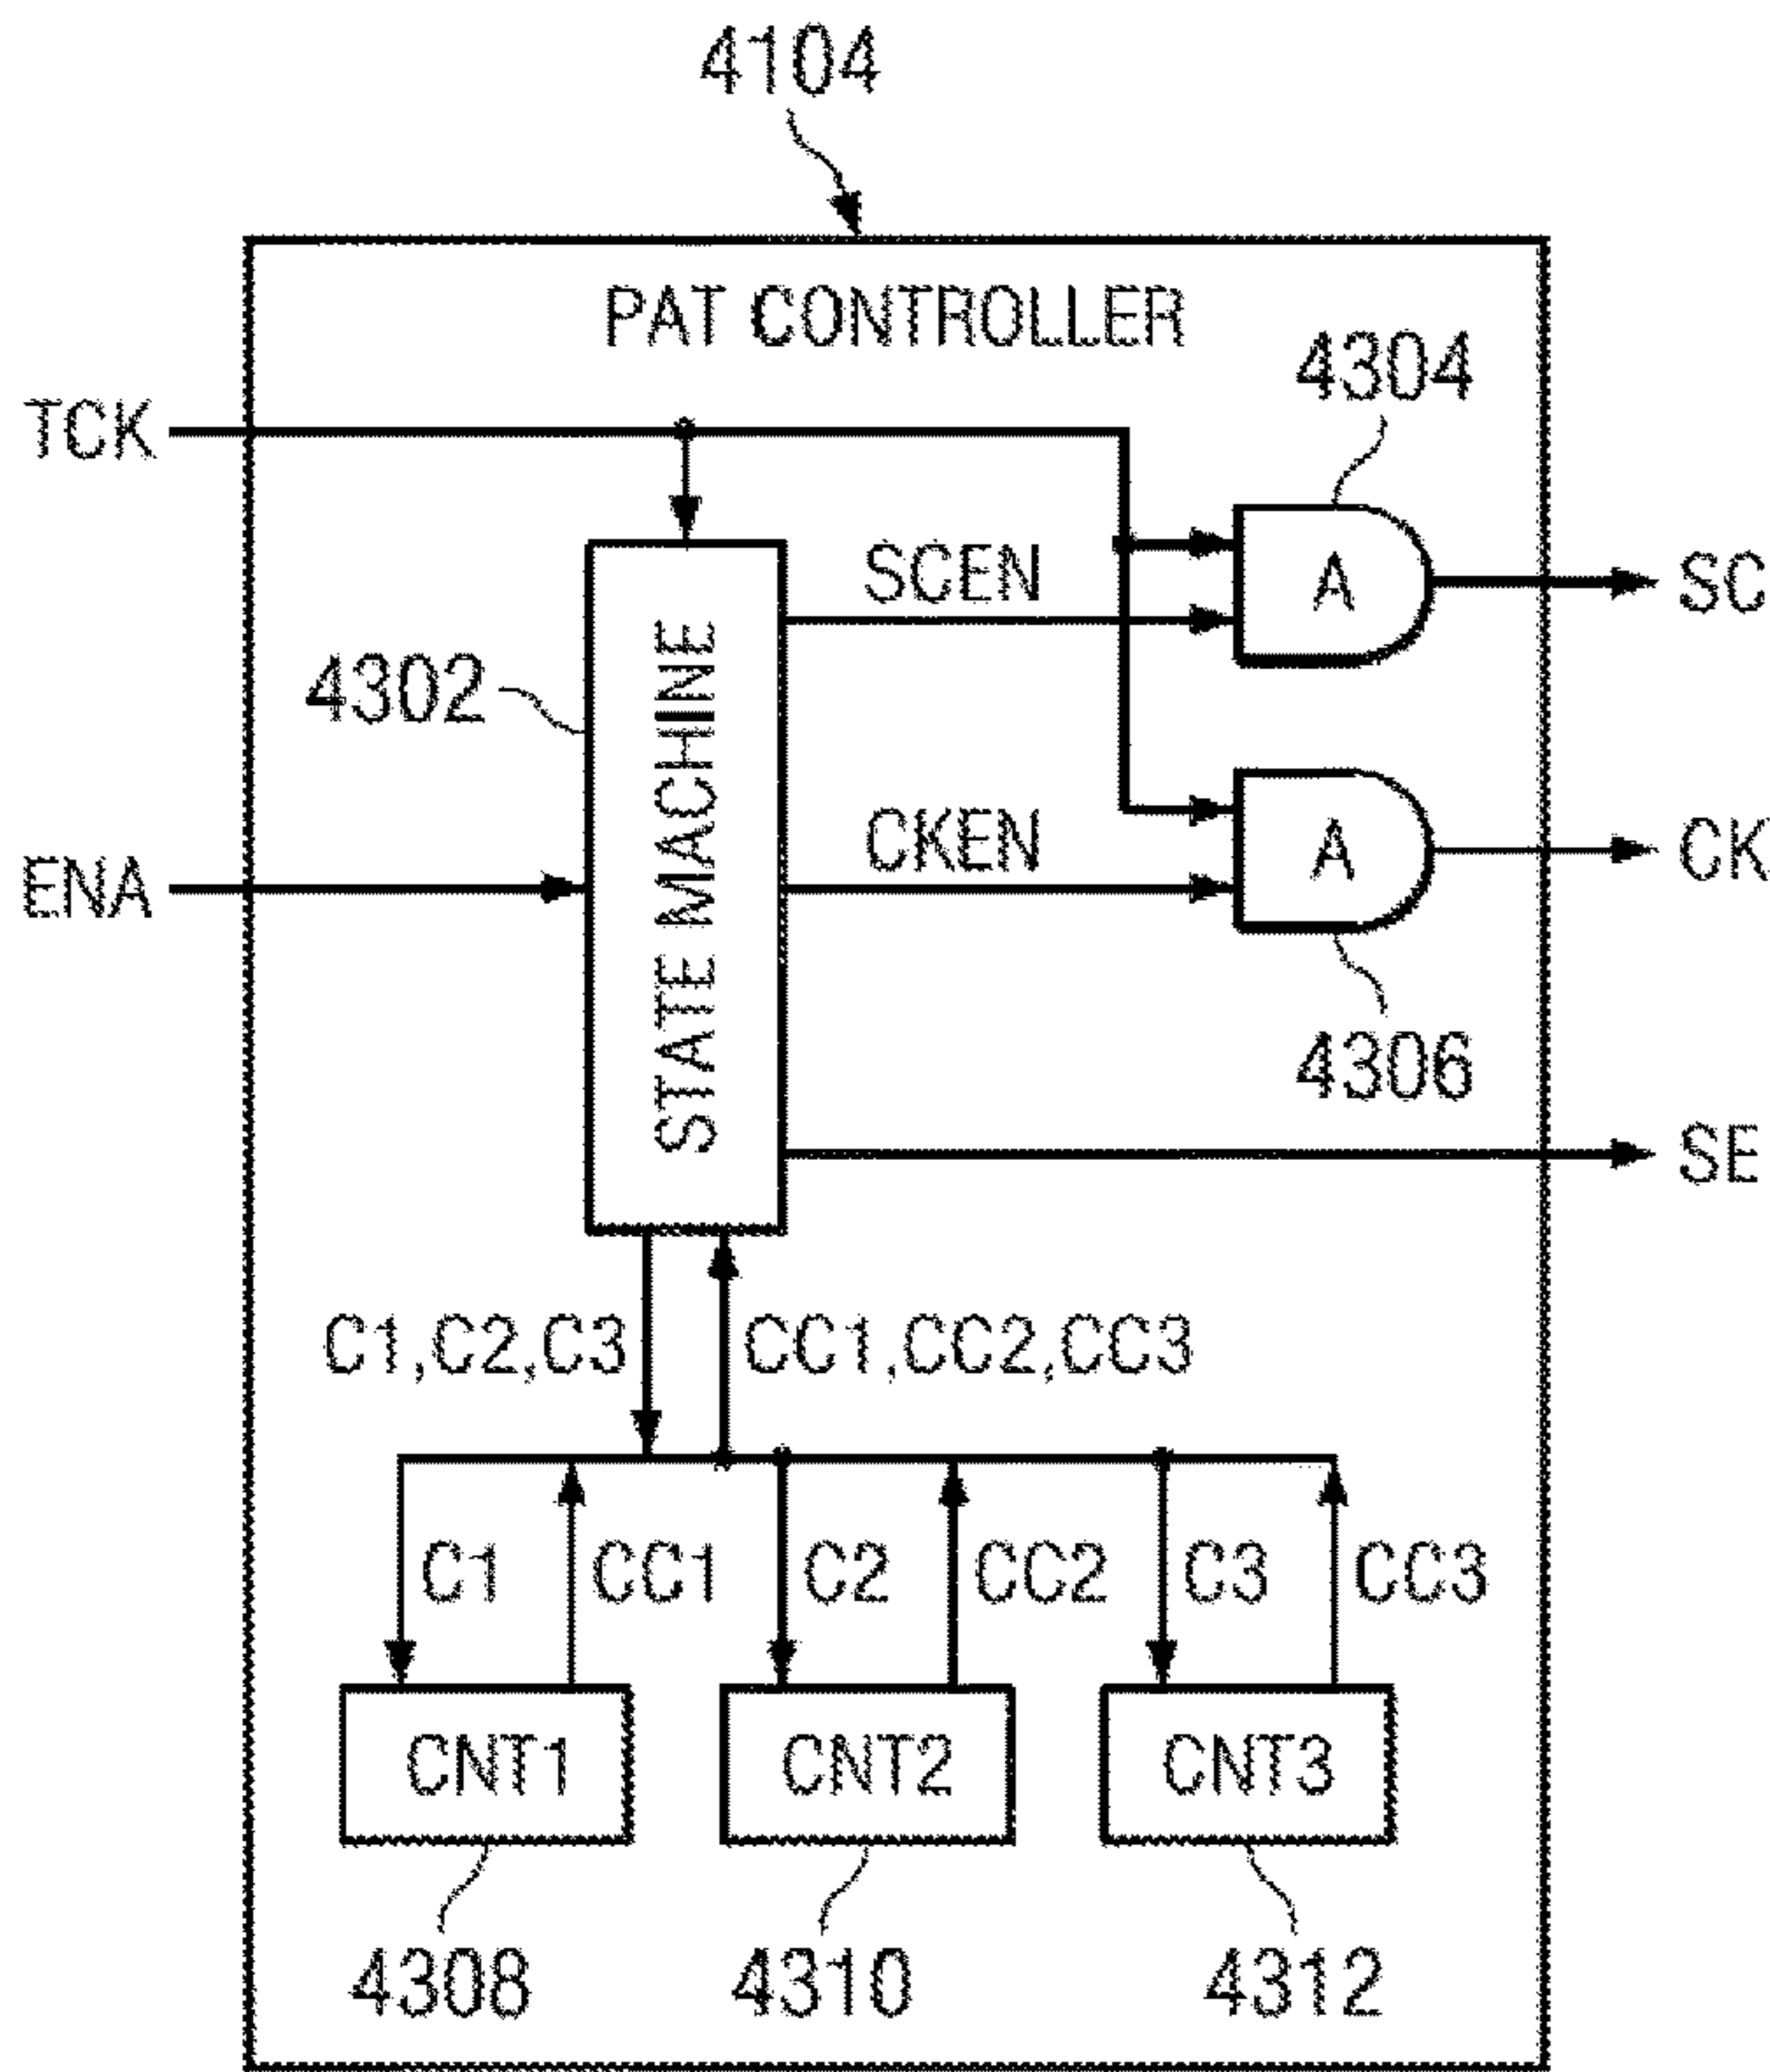 4104
PAT CONTROLLER
4304
TCK
SCEN
A
SC
4302
STATE MACHINE
CKEN
A
CK
ENA
4306
SE
C1,C2,C3
CC1,CC2,CC3
C1
CC1
C2
CC2
C3
CC3
CNT1
CNT2
CNT3
4308
4310
4312